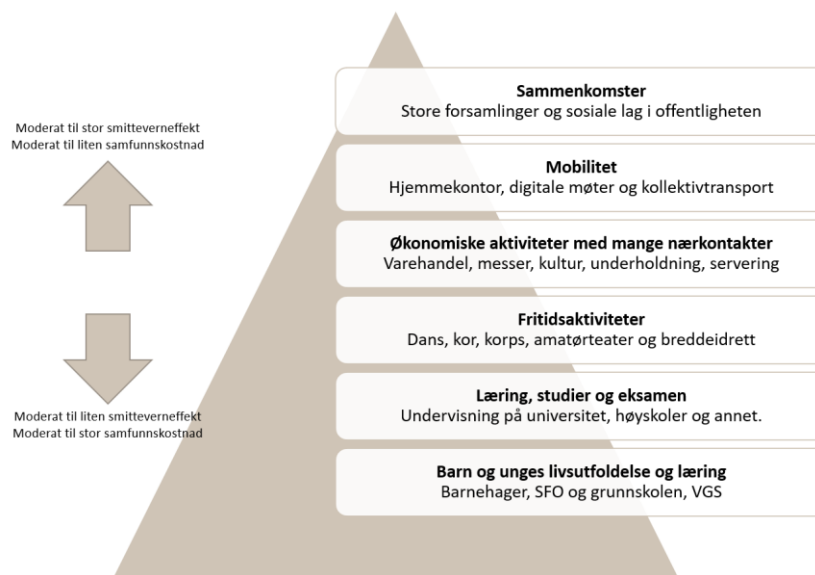 Moderat til stor smitteverneffekt
Moderat til liten samfunnskostnad
Moderat til liten smitteverneffekt
Moderat til stor samfunnskostnad
Sammenkomster
Store forsamlinger og sosiale lag i offentligheten
Mobilitet
Hjemmekontor, digitale møter og kollektivtransport
Økonomiske aktiviteter med mange nærkontakter
Varehandel, messer, kultur, underholdning, servering
Fritidsaktiviteter
Dans, kor, korps, amatørteater og breddeidrett
Læring, studier og eksamen
Undervisning på universitet, høyskoler og annet.
Barn og unges livsutfoldelse og læring
Barnehager, SFO og grunnskolen, VGS